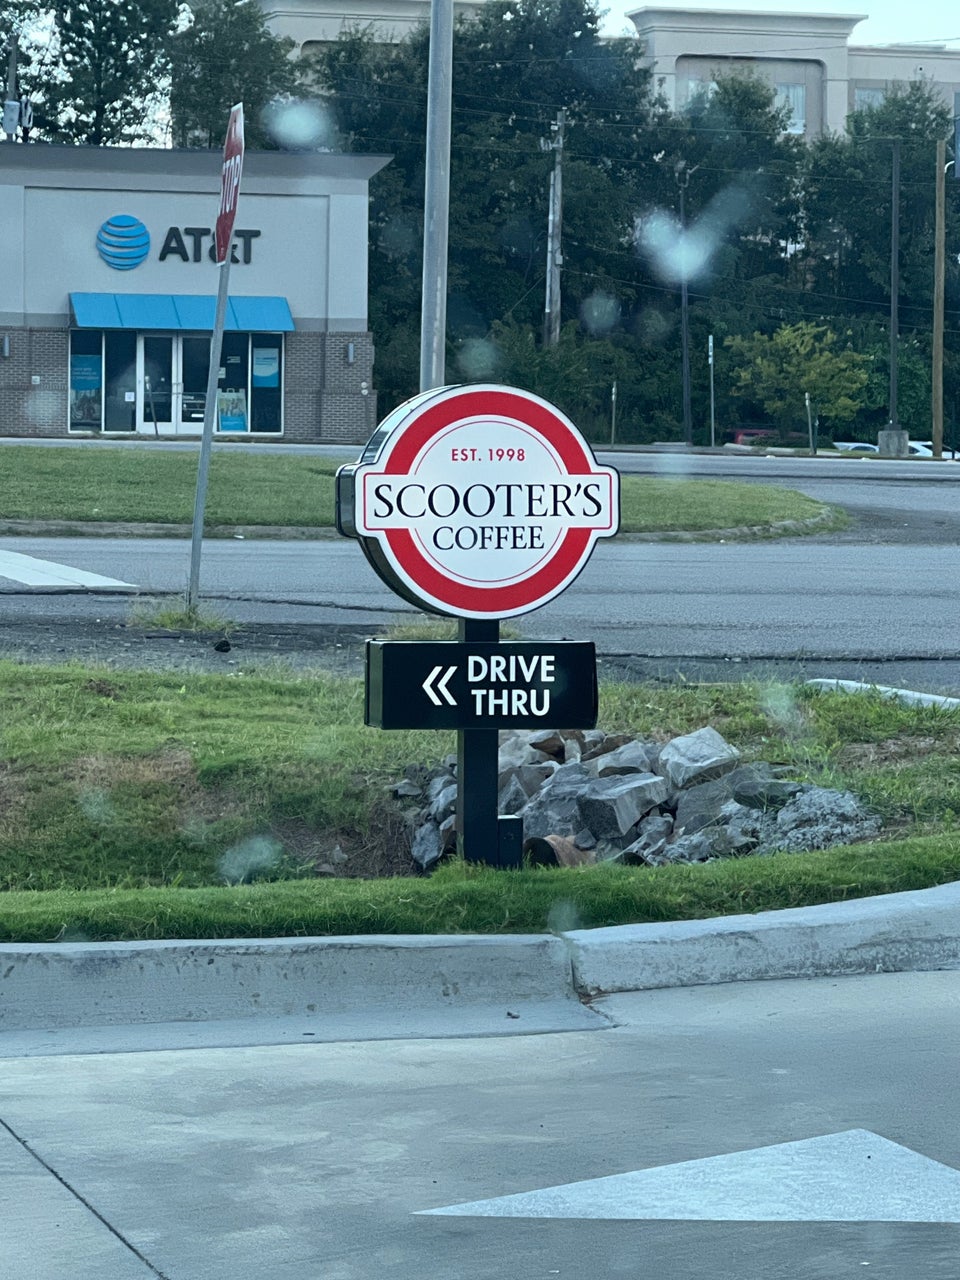 AT&T
STOP
EST. 1998
SCOOTER'S
COFFEE
DRIVE
THRU